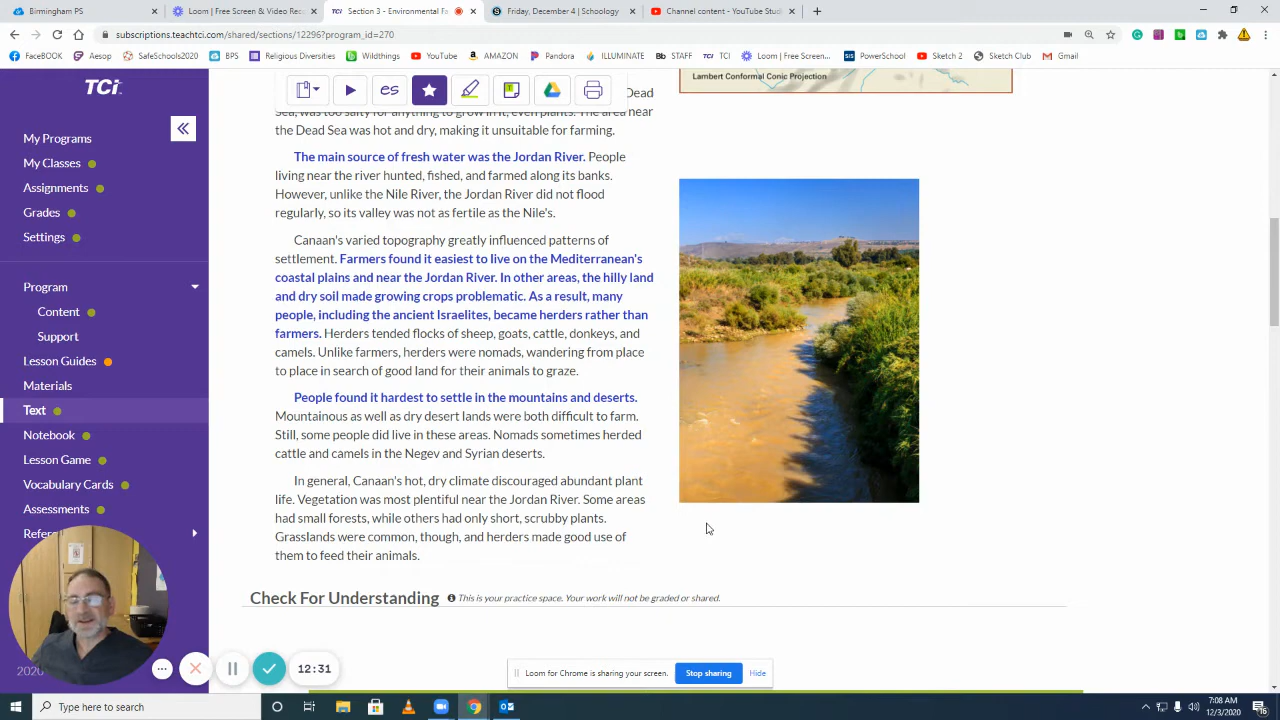 Birmingham PS
Loom | Free Screen & Video Rec
TCi Section 3 - Environmental Fa
Friday, December 4 | Schoology
Channel content - YouTube Stud
subscriptions.teachtci.com/shared/sections/12296?program_id=270
FaceBOOK
Aesop
SafeSchools2020
BPS
Religious Diversities
Wildthings
YouTube
AMAZON
Pandora
ILLUMINATE
Bb STAFF
TCi TCI
Loom | Free Screen...
SIS PowerSchool
Sketch 2
Sketch Club
Gmail
TCi
My Programs
My Classes
Assignments
Grades
Settings
Program
Content
Support
Lesson Guides
Materials
Text
Notebook
Lesson Game
Vocabulary Cards
Assessments
Refere
2020
12:31
es
Lambert Conformal Conic Projection
Dead
Sea, was too salty for anything to grow in it, even plants. The area near
the Dead Sea was hot and dry, making it unsuitable for farming.
The main source of fresh water was the Jordan River. People
living near the river hunted, fished, and farmed along its banks.
However, unlike the Nile River, the Jordan River did not flood
regularly, so its valley was not as fertile as the Nile's.
Canaan's varied topography greatly influenced patterns of
settlement. Farmers found it easiest to live on the Mediterranean's
coastal plains and near the Jordan River. In other areas, the hilly land
and dry soil made growing crops problematic. As a result, many
people, including the ancient Israelites, became herders rather than
farmers. Herders tended flocks of sheep, goats, cattle, donkeys, and
camels. Unlike farmers, herders were nomads, wandering from place
to place in search of good land for their animals to graze.
People found it hardest to settle in the mountains and deserts.
Mountainous as well as dry desert lands were both difficult to farm.
Still, some people did live in these areas. Nomads sometimes herded
cattle and camels in the Negev and Syrian deserts.
In general, Canaan's hot, dry climate discouraged abundant plant
life. Vegetation was most plentiful near the Jordan River. Some areas
had small forests, while others had only short, scrubby plants.
Grasslands were common, though, and herders made good use of
them to feed their animals.
Check For Understanding This is your practice space. Your work will not be graded or shared.
Loom for Chrome is sharing your screen. Stop sharing Hide
Type here to search
7:08 AM
12/3/2020